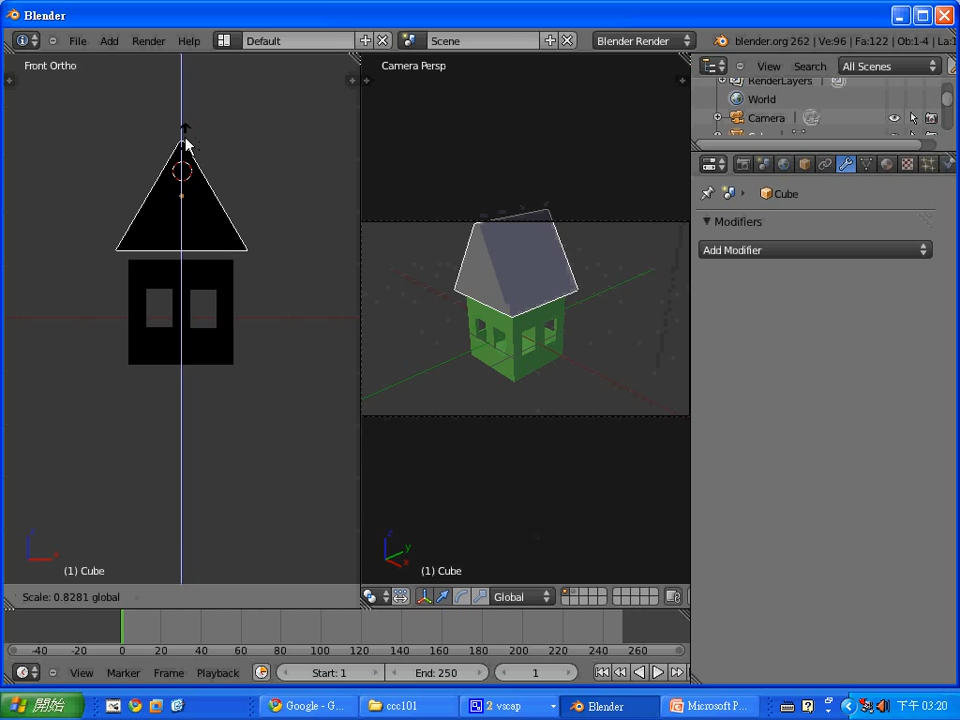 Blender
File Add Render Help Default Scene Blender Render blender.org 262 | Ve:96 | Fa:122 | Ob:1-4 | La:1
Front Ortho
Camera Persp
View Search All Scenes
RenderLayers
World
Camera
Cube
Modifiers
Add Modifier
z
x
(1) Cube
z
y
x
(1) Cube
Scale: 0.8281 global
Global
-40 -20 0 20 40 60 80 100 120 140 160 180 200 220 240 260
View Marker Frame Playback Start: 1 End: 250 1
開始 Google - G... ccc101 2 vscap Blender Microsoft P... 下午 03:20